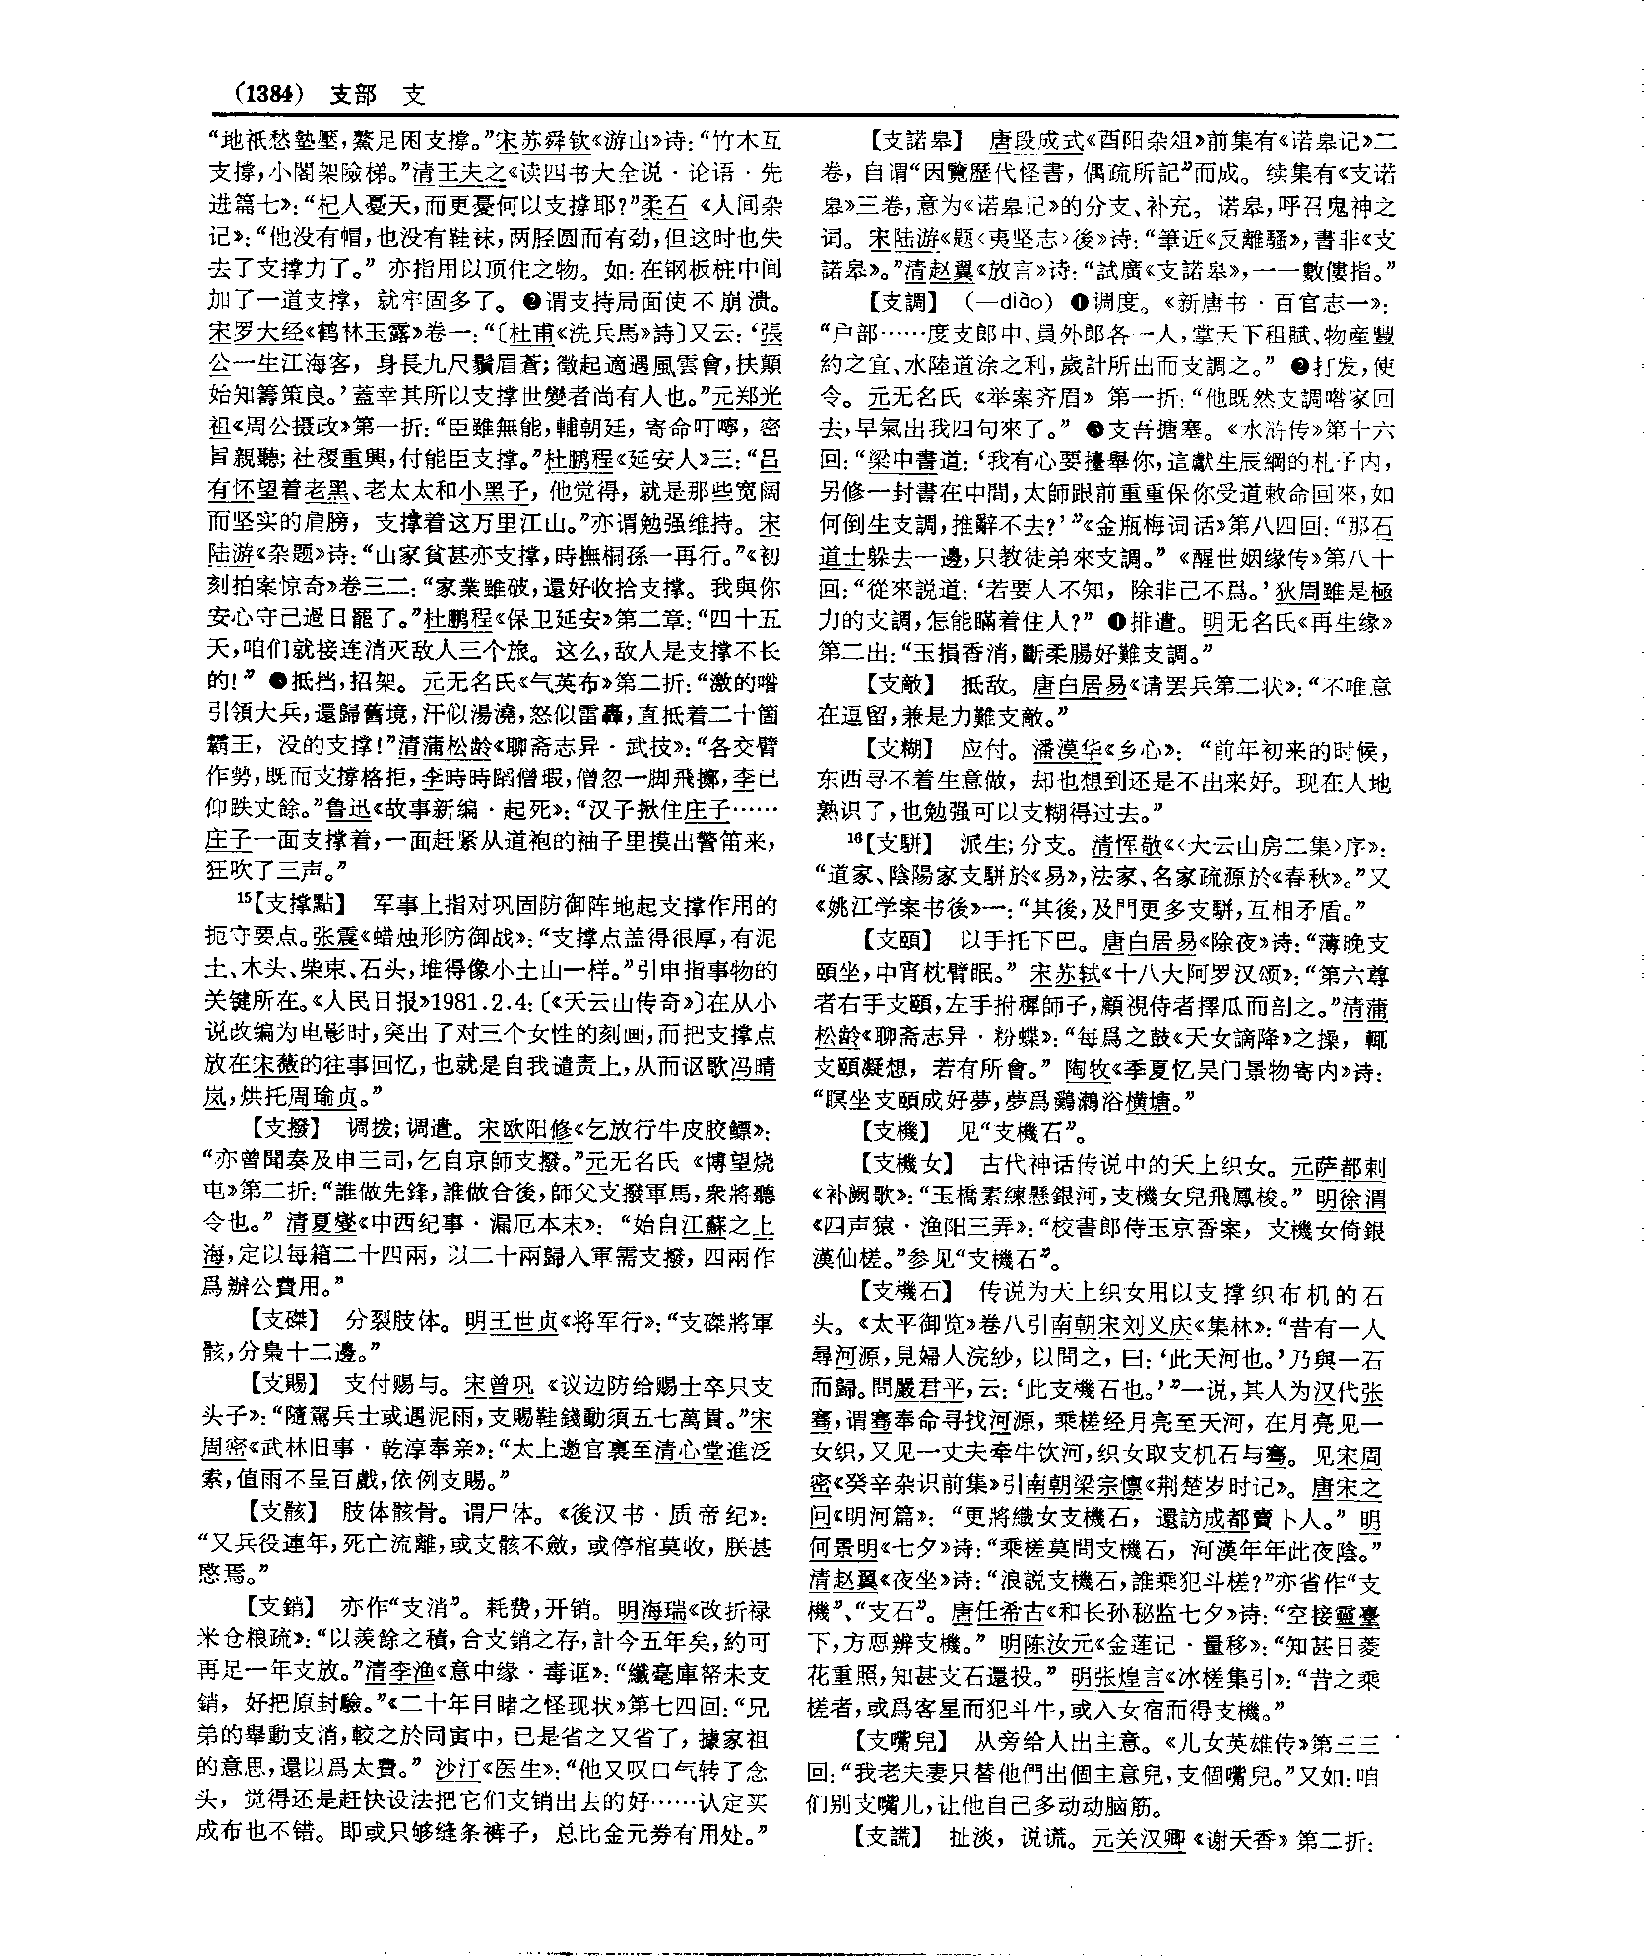 (1384) 支部 支
“地祇愁墊壓，鰲足困支撐。”宋苏舜钦《游山》诗：“竹木互
支撐，小閣架險梯。”清王夫之《读四书大全说·论语·先
进篇七》：“杞人憂天，而更憂何以支撐耶？”柔石《人间杂
记》：“他没有帽，也没有鞋袜，两胫圆而有劲，但这时也失
去了支撑力了。”亦指用以顶住之物。如：在钢板桩中间
加了一道支撑，就牢固多了。❷谓支持局面使不崩溃。
宋罗大经《鹤林玉露》卷一：“〔杜甫《洗兵馬》詩〕又云：‘張
公一生江海客，身長九尺鬚眉蒼；徵起適遇風雲會，扶顛
始知籌策良。’蓋幸其所以支撐世變者尚有人也。”元郑光
祖《周公摄政》第一折：“臣雖無能，輔朝廷，寄命叮嚀，密
旨親聽；社稷重興，付能臣支撐。”杜鹏程《延安人》三：“吕
有怀望着老黑、老太太和小黑子，他觉得，就是那些宽阔
而坚实的肩膀，支撑着这万里江山。”亦谓勉强维持。宋
陆游《杂题》诗：“山家貧甚亦支撐，時撫桐孫一再行。”《初
刻拍案惊奇》卷三二：“家業雖破，還好收拾支撐。我與你
安心守己過日罷了。”杜鹏程《保卫延安》第二章：“四十五
天，咱们就接连消灭敌人三个旅。这么，敌人是支撑不长
的！”❸抵挡，招架。元无名氏《气英布》第二折：“激的喒
引領大兵，還歸舊境，汗似湯澆，怒似雷轟，直抵着二十箇
霸王，没的支撐！”清蒲松龄《聊斋志异·武技》：“各交臂
作勢，既而支撐格拒，李時時蹈僧瑕，僧忽一脚飛擲，李已
仰跌丈餘。”鲁迅《故事新编·起死》：“汉子揪住庄子……
庄子一面支撑着，一面赶紧从道袍的袖子里摸出警笛来，
狂吹了三声。”
15【支撐點】 军事上指对巩固防御阵地起支撑作用的
扼守要点。张震《蜡烛形防御战》：“支撑点盖得很厚，有泥
土、木头、柴束、石头，堆得像小土山一样。”引申指事物的
关键所在。《人民日报》1981.2.4：〔《天云山传奇》〕在从小
说改编为电影时，突出了对三个女性的刻画，而把支撑点
放在宋薇的往事回忆，也就是自我谴责上，从而讴歌冯晴
岚，烘托周瑜贞。”
【支撥】 调拨；调遣。宋欧阳修《乞放行牛皮胶鳔》：
“亦曾聞奏及申三司，乞自京師支撥。”元无名氏《博望烧
屯》第二折：“誰做先鋒，誰做合後，師父支撥軍馬，衆將聽
令也。”清夏燮《中西纪事·漏卮本末》：“始自江蘇之上
海，定以每箱二十四兩，以二十兩歸入軍需支撥，四兩作
爲辦公費用。”
【支磔】 分裂肢体。明王世贞《将军行》：“支磔將軍
骸，分梟十二邊。”
【支賜】 支付赐与。宋曾巩《议边防给赐士卒只支
头子》：“隨駕兵士或遇泥雨，支賜鞋錢動須五七萬貫。”宋
周密《武林旧事·乾淳奉亲》：“太上邀官裏至清心堂進泛
索，值雨不呈百戲，依例支賜。”
【支骸】 肢体骸骨。谓尸体。《後汉书·质帝纪》：
“又兵役連年，死亡流離，或支骸不斂，或停棺莫收，朕甚
愍焉。”
【支銷】 亦作“支消”。耗费，开销。明海瑞《改折禄
米仓粮疏》：“以羨餘之積，合支銷之存，計今五年矣，約可
再足一年支放。”清李渔《意中缘·毒诓》：“纖毫庫帑未支
銷，好把原封驗。”《二十年目睹之怪现状》第七四回：“兄
弟的舉動支消，較之於同寅中，已是省之又省了，據家祖
的意思，還以爲太費。”沙汀《医生》：“他又叹口气转了念
头，觉得还是赶快设法把它们支销出去的好……认定买
成布也不错。即或只够缝条裤子，总比金元券有用处。”
【支諾皋】 唐段成式《酉阳杂俎》前集有《诺皋记》二
卷，自谓“因覽歷代怪書，偶疏所記”而成。续集有《支诺
皋》三卷，意为《诺皋记》的分支、补充。诺皋，呼召鬼神之
词。宋陆游《题〈夷坚志〉後》诗：“筆近《反離騷》，書非《支
諾皋》。”清赵翼《放言》诗：“試廣《支諾皋》，一一數僂指。”
【支調】 （—diào）❶调度。《新唐书·百官志一》：
“户部……度支郎中、員外郎各一人，掌天下租賦、物産豐
約之宜、水陸道涂之利，歲計所出而支調之。”❷打发，使
令。元无名氏《举案齐眉》第一折：“他既然支調喒家回
去，早氣出我四句來了。”❸支吾搪塞。《水浒传》第十六
回：“梁中書道：‘我有心要擡舉你，這獻生辰綱的札子内，
另修一封書在中間，太師跟前重重保你受道敕命回來，如
何倒生支調，推辭不去？’”《金瓶梅词话》第八四回：“那石
道士躲去一邊，只教徒弟來支調。”《醒世姻缘传》第八十
回：“從來説道：‘若要人不知，除非己不爲。’狄周雖是極
力的支調，怎能瞞着住人？”❹排遣。明无名氏《再生缘》
第二出：“玉損香消，斷柔腸好難支調。”
【支敵】 抵敌。唐白居易《请罢兵第二状》：“不唯意
在逗留，兼是力難支敵。”
【支糊】 应付。潘漠华《乡心》：“前年初来的时候，
东西寻不着生意做，却也想到还是不出来好。现在人地
熟识了，也勉强可以支糊得过去。”
16【支駢】 派生；分支。清恽敬《〈大云山房二集〉序》：
“道家、陰陽家支駢於《易》，法家、名家疏源於《春秋》。”又
《姚江学案书後》一：“其後，及門更多支駢，互相矛盾。”
【支頤】 以手托下巴。唐白居易《除夜》诗：“薄晚支
頤坐，中宵枕臂眠。”宋苏轼《十八大阿罗汉颂》：“第六尊
者右手支頤，左手拊穉師子，顧視侍者擇瓜而剖之。”清蒲
松龄《聊斋志异·粉蝶》：“每爲之鼓《天女謫降》之操，輒
支頤凝想，若有所會。”陶牧《季夏忆吴门景物寄内》诗：
“瞑坐支頤成好夢，夢爲鸂鶒浴横塘。”
【支機】 见“支機石”。
【支機女】 古代神话传说中的天上织女。元萨都剌
《补阙歌》：“玉橋素練懸銀河，支機女兒飛鳳梭。”明徐渭
《四声猿·渔阳三弄》：“校書郎侍玉京香案，支機女倚銀
漢仙槎。”参见“支機石”。
【支機石】 传说为天上织女用以支撑织布机的石
头。《太平御览》卷八引南朝宋刘义庆《集林》：“昔有一人
尋河源，見婦人浣紗，以問之，曰：‘此天河也。’乃與一石
而歸。問嚴君平，云：‘此支機石也。’”一说，其人为汉代张
骞，谓骞奉命寻找河源，乘槎经月亮至天河，在月亮见一
女织，又见一丈夫牵牛饮河，织女取支机石与骞。见宋周
密《癸辛杂识前集》引南朝梁宗懔《荆楚岁时记》。唐宋之
问《明河篇》：“更將織女支機石，還訪成都賣卜人。”明
何景明《七夕》诗：“乘槎莫問支機石，河漢年年此夜陰。”
清赵翼《夜坐》诗：“浪説支機石，誰乘犯斗槎？”亦省作“支
機”、“支石”。唐任希古《和长孙秘监七夕》诗：“空接靈臺
下，方恧辨支機。”明陈汝元《金莲记·量移》：“知甚日菱
花重照，知甚支石還投。”明张煌言《冰槎集引》：“昔之乘
槎者，或爲客星而犯斗牛，或入女宿而得支機。”
【支嘴兒】 从旁给人出主意。《儿女英雄传》第三三
回：“我老夫妻只替他們出個主意兒，支個嘴兒。”又如：咱
们别支嘴儿，让他自己多动动脑筋。
【支謊】 扯淡，说谎。元关汉卿《谢天香》第二折：